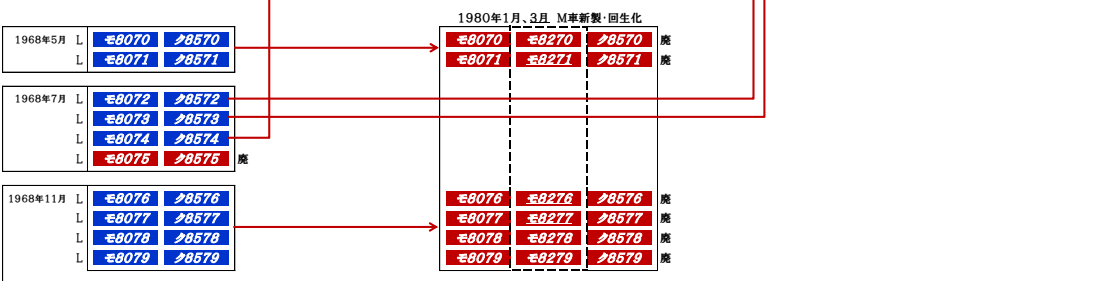 1980年1月、3月 M車新製・回生化
1968年5月 L モ8070 ク8570 モ8070 モ8270 ク8570 廃
L モ8071 ク8571 モ8071 モ8271 ク8571 廃
1968年7月 L モ8072 ク8572
L モ8073 ク8573
L モ8074 ク8574
L モ8075 ク8575 廃
1968年11月 L モ8076 ク8576 モ8076 モ8276 ク8576 廃
L モ8077 ク8577 モ8077 モ8277 ク8577 廃
L モ8078 ク8578 モ8078 モ8278 ク8578 廃
L モ8079 ク8579 モ8079 モ8279 ク8579 廃